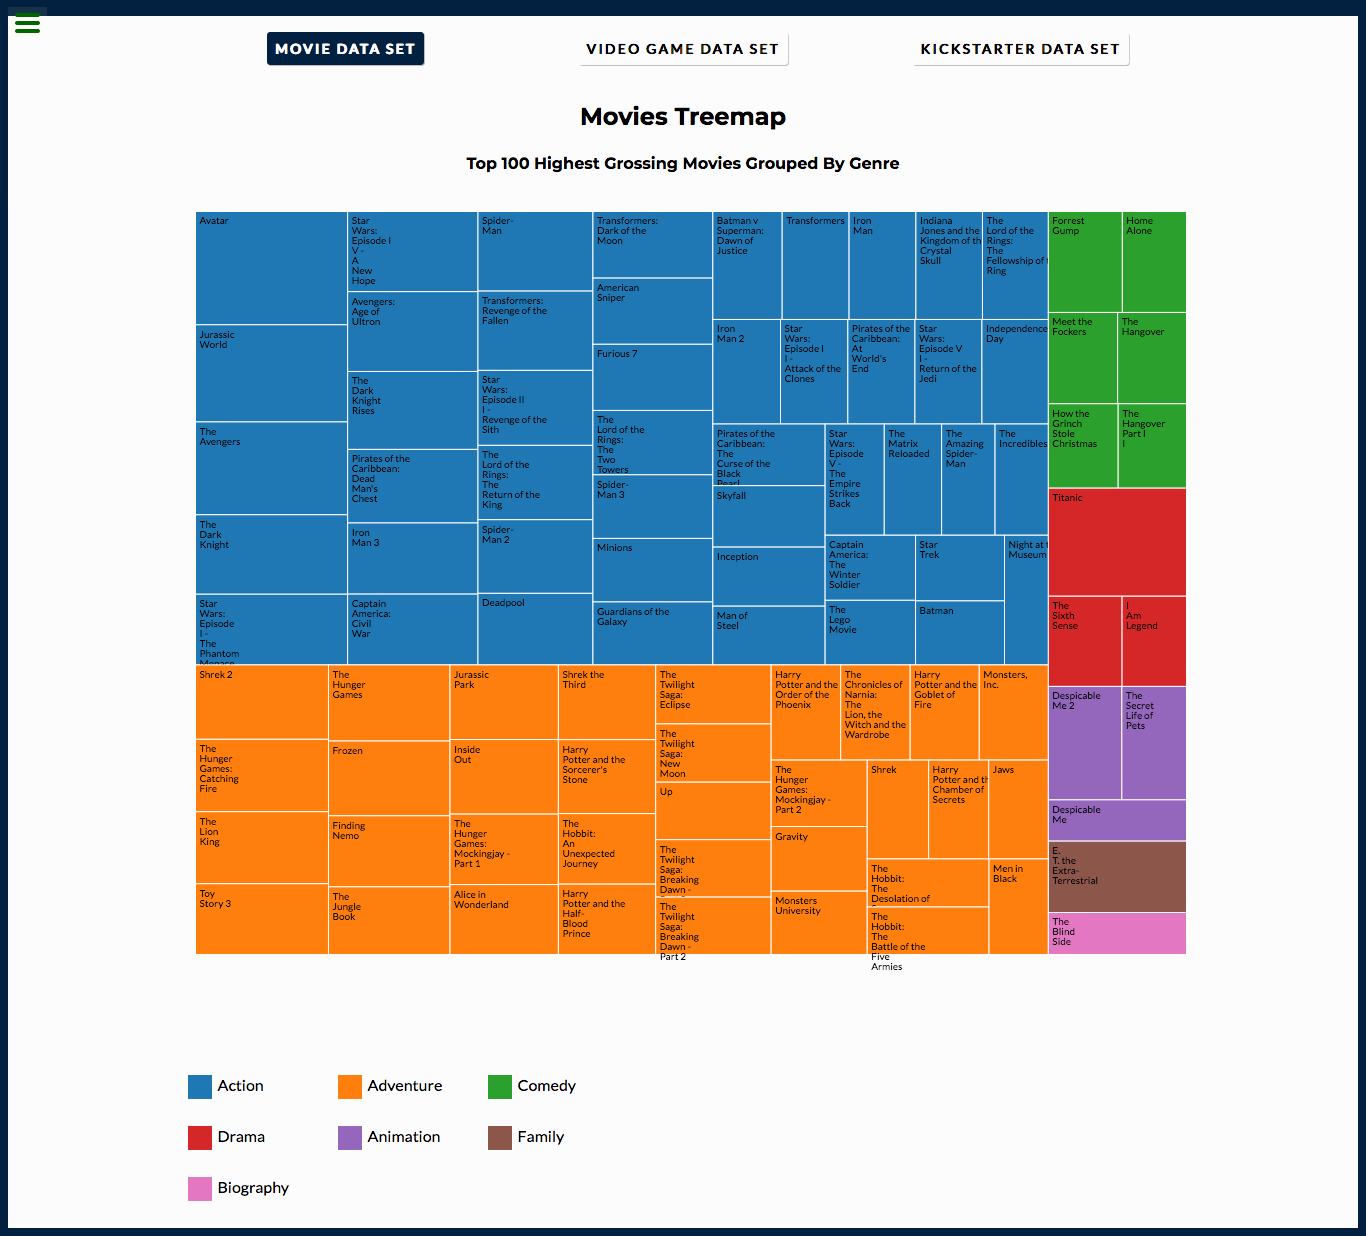 MOVIE DATA SET
VIDEO GAME DATA SET
KICKSTARTER DATA SET
Movies Treemap
Top 100 Highest Grossing Movies Grouped By Genre
Avatar
Jurassic
World
The
Avengers
The
Dark
Knight
Star
Wars:
Episode
I -
The
Phantom
Menace
Star
Wars:
Episode I
V -
A
New
Hope
Avengers:
Age of
Ultron
The
Dark
Knight
Rises
Pirates of the
Caribbean:
Dead
Man's
Chest
Iron
Man 3
Captain
America:
Civil
War
Spider-
Man
Transformers:
Revenge of the
Fallen
Star
Wars:
Episode II
I -
Revenge of the
Sith
The
Lord of the
Rings:
The
Return of the
King
Spider-
Man 2
Deadpool
Transformers:
Dark of the
Moon
American
Sniper
Furious 7
The
Lord of the
Rings:
The
Two
Towers
Spider-
Man 3
Minions
Guardians of the
Galaxy
Batman v
Superman:
Dawn of
Justice
Transformers
Iron
Man
Indiana
Jones and the
Kingdom of th
Crystal
Skull
The
Lord of the
Rings:
The
Fellowship of
Ring
Iron
Man 2
Star
Wars:
Episode I
I -
Attack of the
Clones
Pirates of the
Caribbean:
At
World's
End
Star
Wars:
Episode V
I -
Return of the
Jedi
Independence
Day
Pirates of the
Caribbean:
The
Curse of the
Black
Pearl
Skyfall
Inception
Man of
Steel
Star
Wars:
Episode
V -
The
Empire
Strikes
Back
The
Matrix
Reloaded
The
Amazing
Spider-
Man
The
Incredibles
Captain
America:
The
Winter
Soldier
The
Lego
Movie
Star
Trek
Batman
Night at
Museum
Shrek 2
The
Hunger
Games:
Catching
Fire
The
Lion
King
Toy
Story 3
The
Hunger
Games
Frozen
Finding
Nemo
The
Jungle
Book
Jurassic
Park
Inside
Out
The
Hunger
Games:
Mockingjay -
Part 1
Alice in
Wonderland
Shrek the
Third
Harry
Potter and the
Sorcerer's
Stone
The
Hobbit:
An
Unexpected
Journey
Harry
Potter and the
Half-
Blood
Prince
The
Twilight
Saga:
Eclipse
The
Twilight
Saga:
New
Moon
Up
The
Twilight
Saga:
Breaking
Dawn -
The
Twilight
Saga:
Breaking
Dawn -
Part 2
Harry
Potter and the
Order of the
Phoenix
The
Chronicles of
Narnia:
The
Lion, the
Witch and the
Wardrobe
Harry
Potter and the
Goblet of
Fire
Monsters,
Inc.
The
Hunger
Games:
Mockingjay -
Part 2
Gravity
Monsters
University
Shrek
Harry
Potter and th
Chamber of
Secrets
Jaws
The
Hobbit:
The
Desolation of
The
Hobbit:
The
Battle of the
Five
Armies
Men in
Black
Forrest
Gump
Home
Alone
Meet the
Fockers
The
Hangover
How the
Grinch
Stole
Christmas
The
Hangover
Part I
I
Titanic
The
Sixth
Sense
I
Am
Legend
Despicable
Me 2
The
Secret
Life of
Pets
Despicable
Me
E.
T. the
Extra-
Terrestrial
The
Blind
Side
Action
Adventure
Comedy
Drama
Animation
Family
Biography